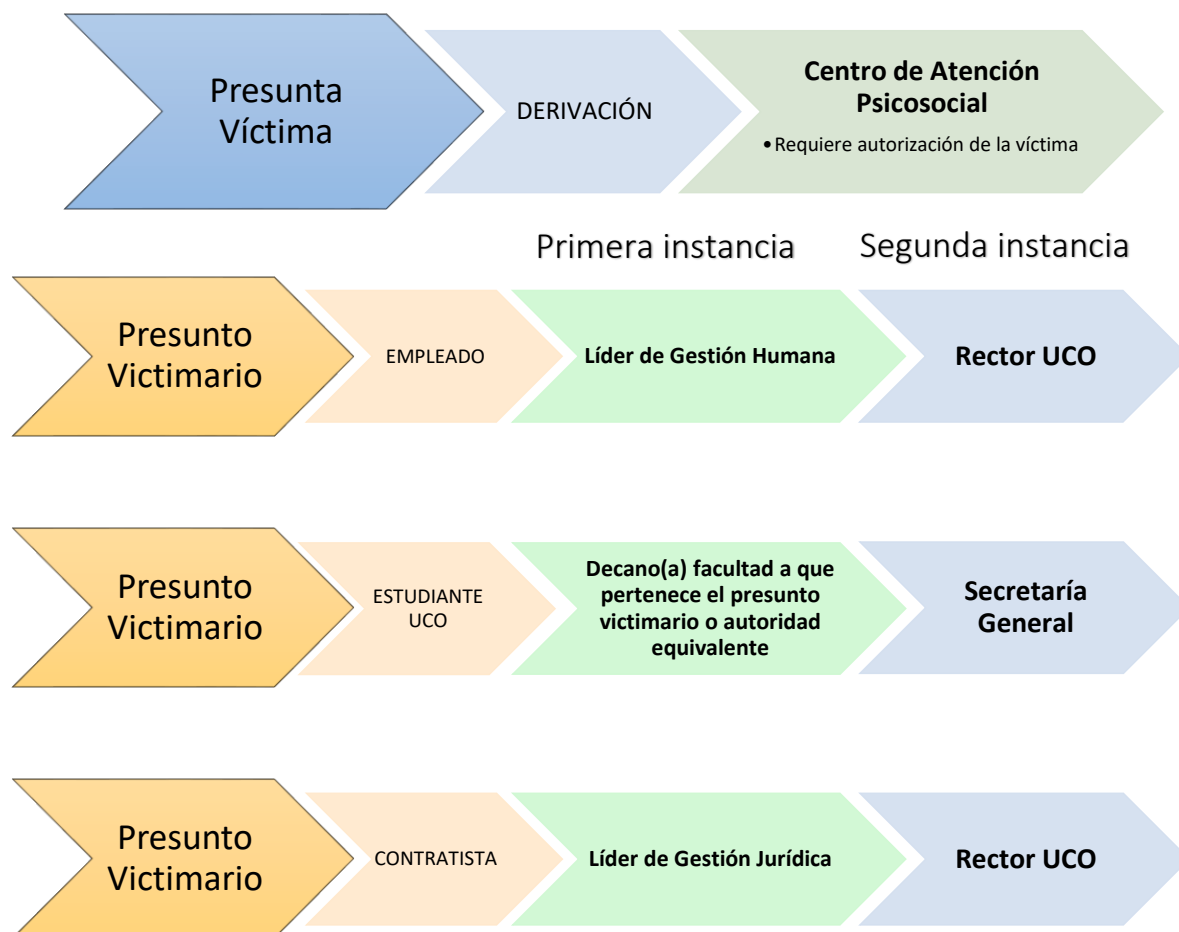 Presunta
Víctima
DERIVACIÓN
Centro de Atención
Psicosocial
• Requiere autorización de la víctima
Primera instancia
Segunda instancia
Presunto
Victimario
EMPLEADO
Líder de Gestión Humana
Rector UCO
Presunto
Victimario
ESTUDIANTE
UCO
Decano(a) facultad a que
pertenece el presunto
victimario o autoridad
equivalente
Secretaría
General
Presunto
Victimario
CONTRATISTA
Líder de Gestión Jurídica
Rector UCO